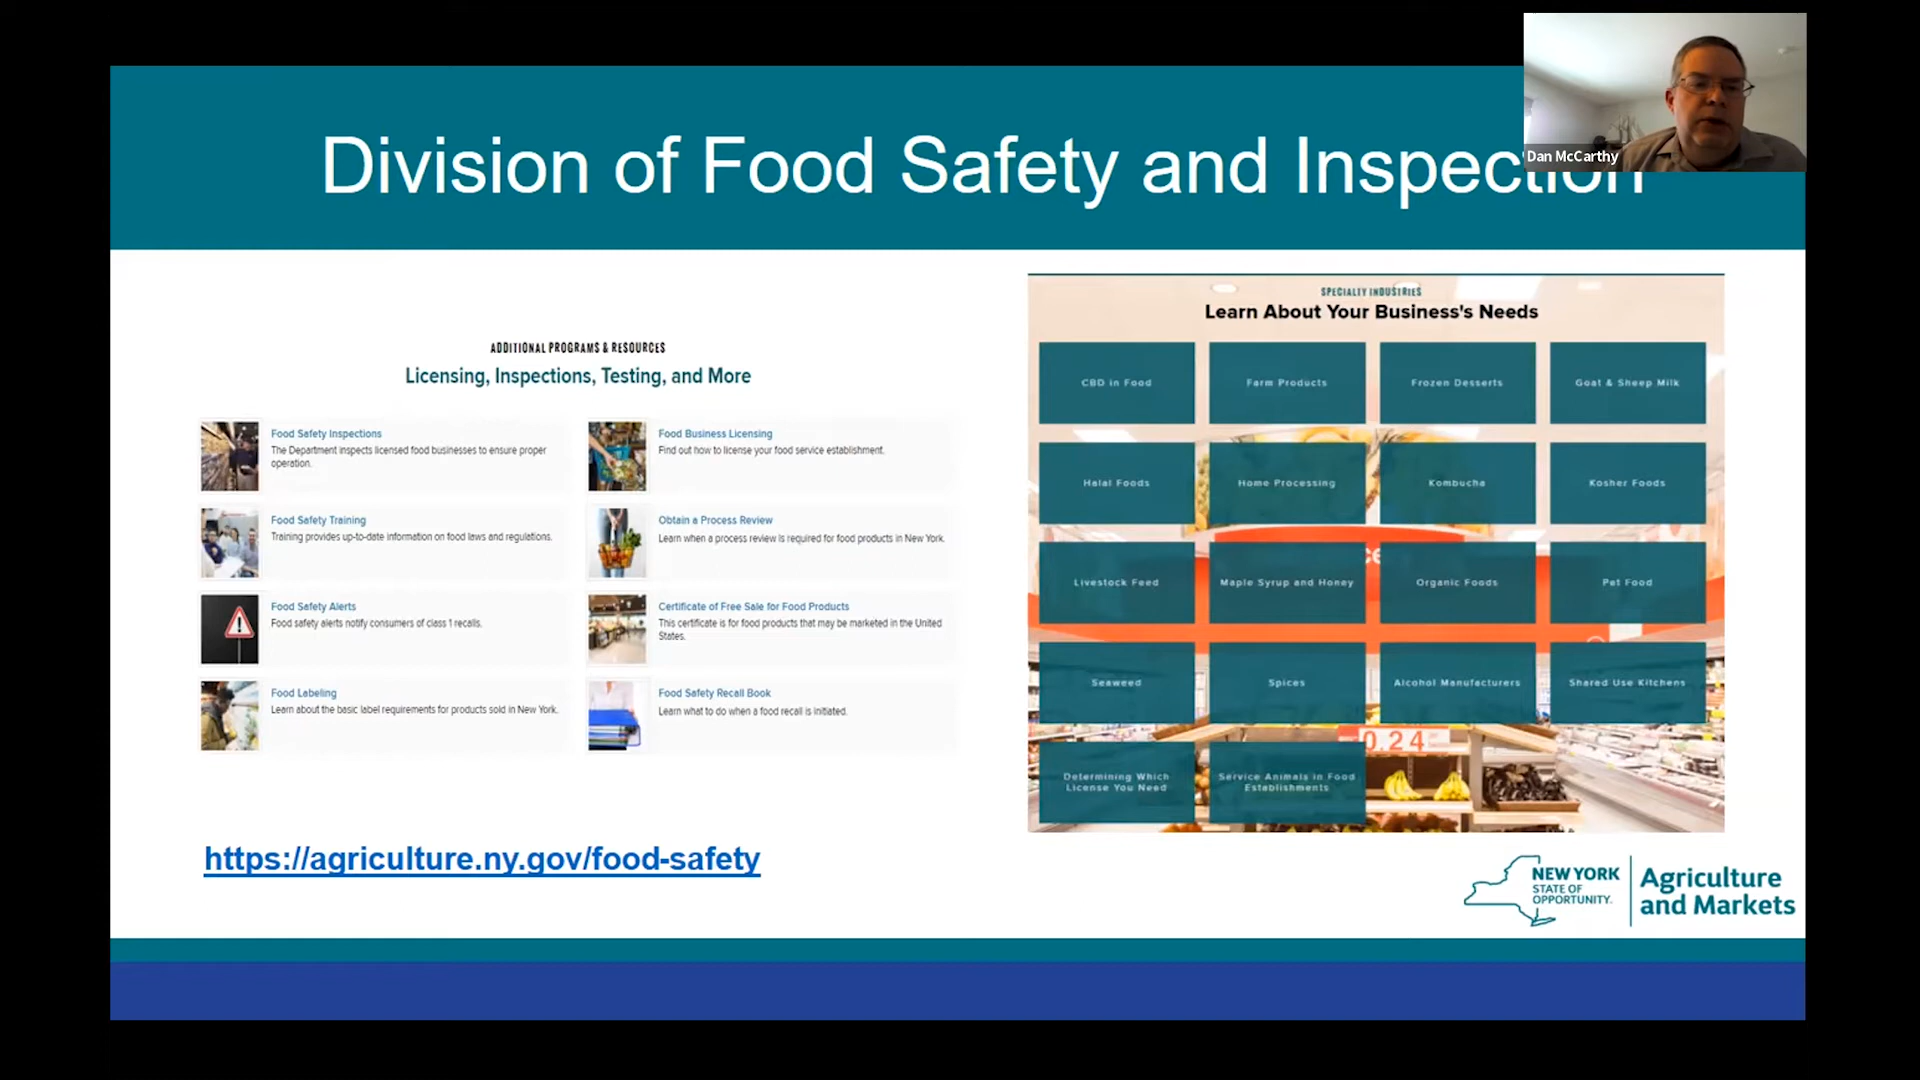 Dan McCarthy
Division of Food Safety and Inspection
ADDITIONAL PROGRAMS & RESOURCES
Licensing, Inspections, Testing, and More
Food Safety Inspections
The Department inspects licensed food businesses to ensure proper
operation.
Food Business Licensing
Find out how to license your food service establishment.
Food Safety Training
Training provides up-to-date information on food laws and regulations.
Obtain a Process Review
Learn when a process review is required for food products in New York.
Food Safety Alerts
Food safety alerts notify consumers of class 1 recalls.
Certificate of Free Sale for Food Products
This certificate is for food products that may be marketed in the United
States.
Food Labeling
Learn about the basic label requirements for products sold in New York.
Food Safety Recall Book
Learn what to do when a food recall is initiated.
https://agriculture.ny.gov/food-safety
SPECIALTY INDUSTRIES
Learn About Your Business's Needs
CBD in Food
Farm Products
Frozen Desserts
Goat & Sheep Milk
Halal Foods
Home Processing
Kombucha
Kosher Foods
Livestock Feed
Maple Syrup and Honey
Organic Foods
Pet Food
Seaweed
Spices
Alcohol Manufacturers
Shared Use Kitchens
0.24
Determining Which
License You Need
Service Animals in Food
Establishments
NEW YORK
STATE OF
OPPORTUNITY.
Agriculture
and Markets